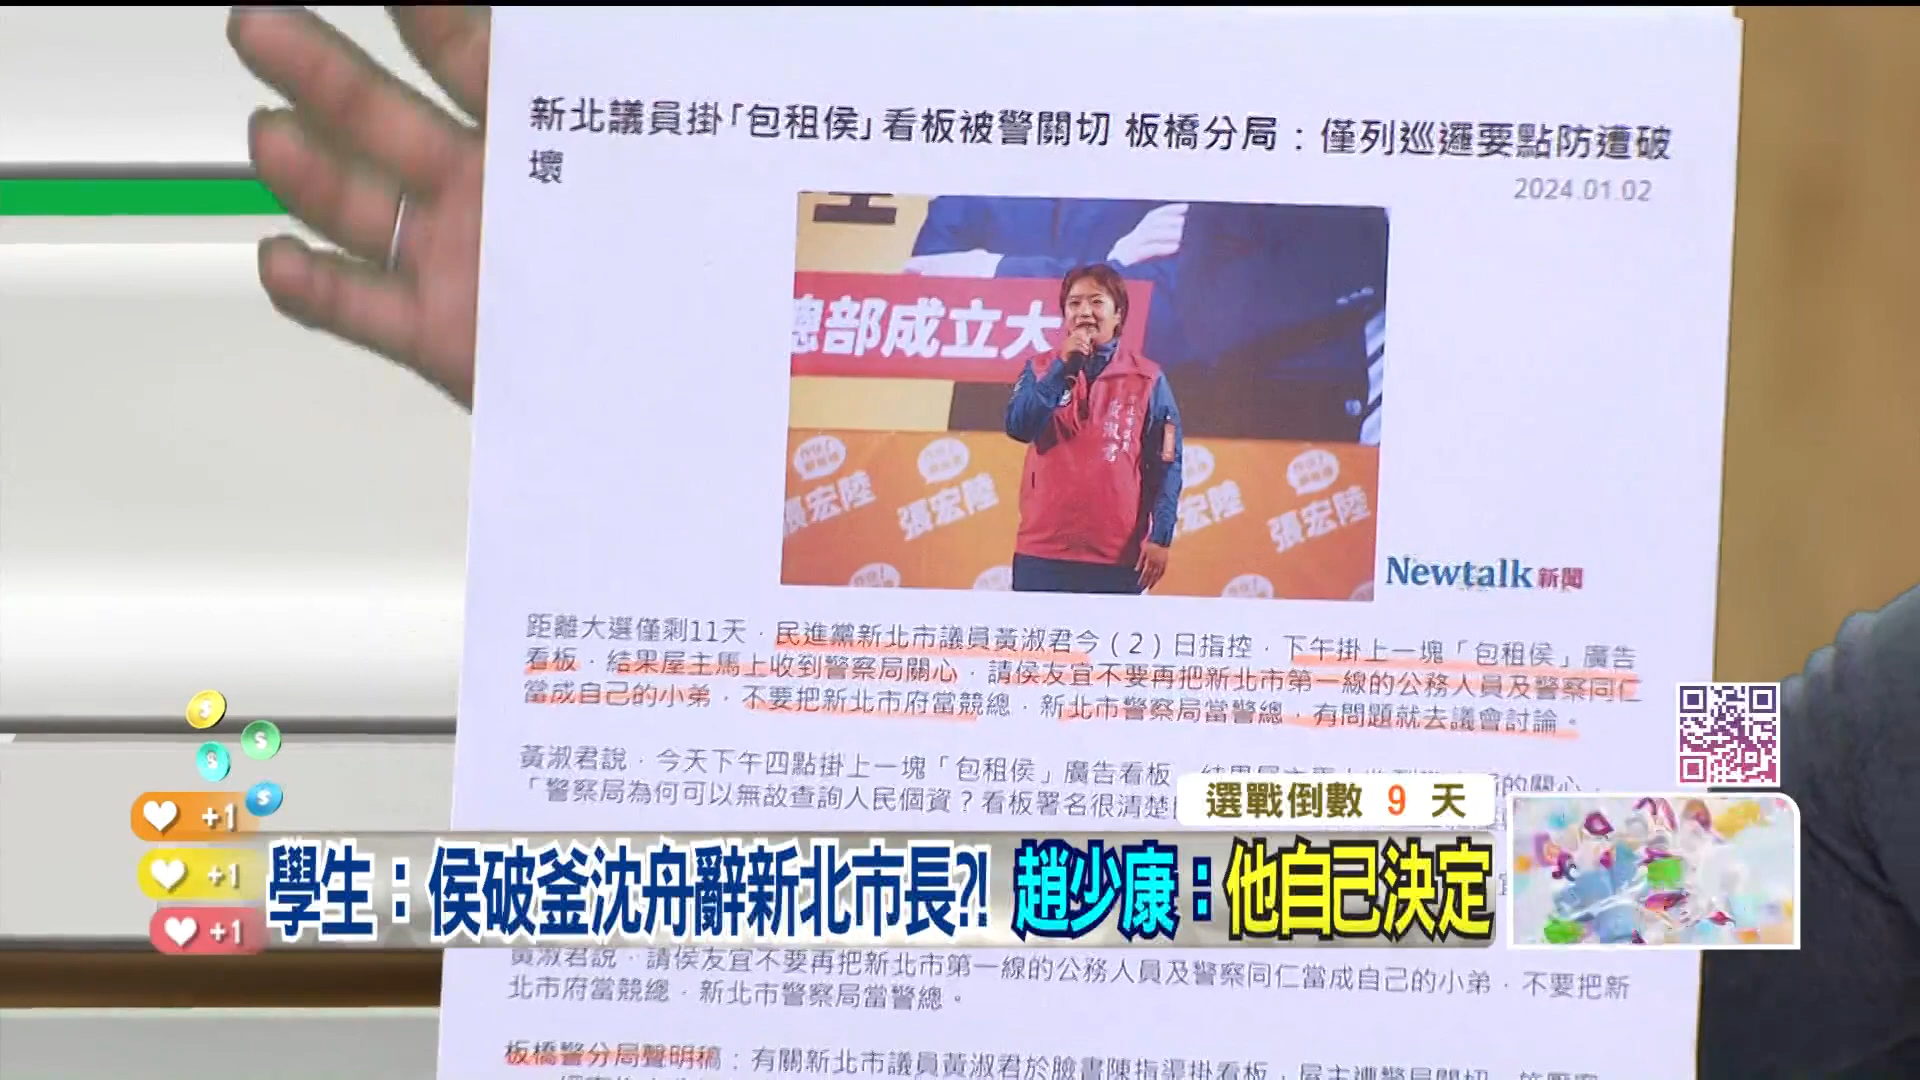 新北議員掛「包租侯」看板被警關切 板橋分局：僅列巡邏要點防遭破
壞
2024.01.02
總部成立大
黃淑君
張宏陸
張宏陸
宏陸
張宏陸
Newtalk新聞
距離大選僅剩11天，民進黨新北市議員黃淑君今（2）日指控，下午掛上一塊「包租侯」廣告
看板，結果屋主馬上收到警察局關心，請侯友宜不要再把新北市第一線的公務人員及警察同仁
當成自己的小弟，不要把新北市府當競總，新北市警察局當警總，有問題就去議會討論。
黃淑君說，今天下午四點掛上一塊「包租侯」廣告看板，
「警察局為何可以無故查詢人民個資？看板署名很清楚
選戰倒數 9 天
+1
+1
+1
學生：侯破釜沈舟辭新北市長?! 趙少康：他自己決定
黃淑君說，請侯友宜不要再把新北市第一線的公務人員及警察同仁當成自己的小弟，不要把新
北市府當競總，新北市警察局當警總。
板橋警分局聲明稿：有關新北市議員黃淑君於臉書陳指渠掛看板，屋主遭警局關切